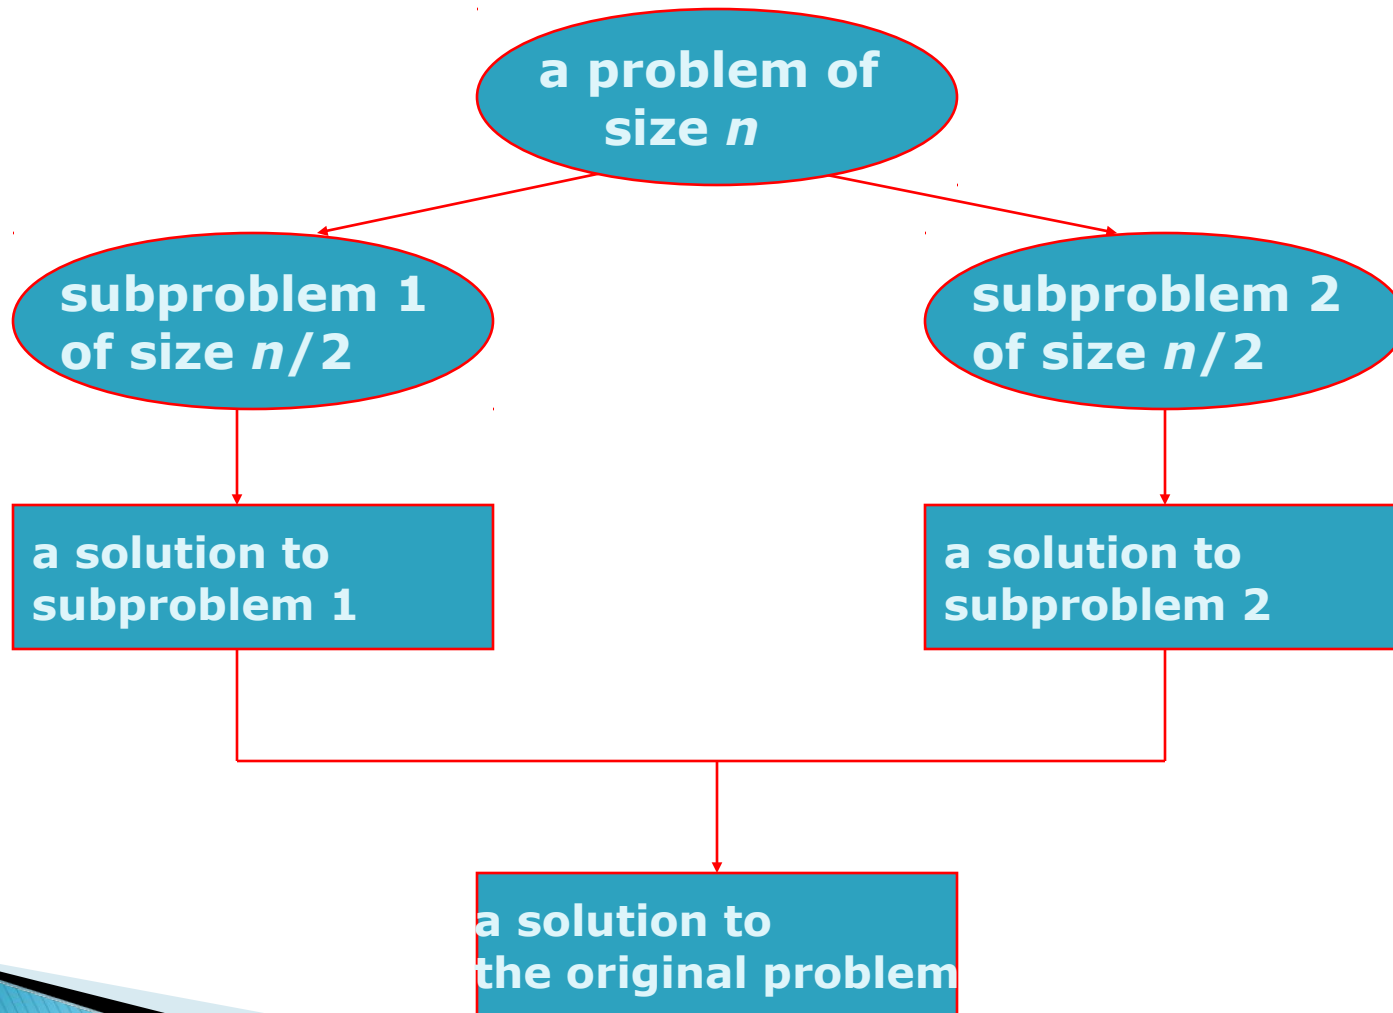 a problem of
size n
subproblem 1
of size n/2
subproblem 2
of size n/2
a solution to
subproblem 1
a solution to
subproblem 2
a solution to
the original problem